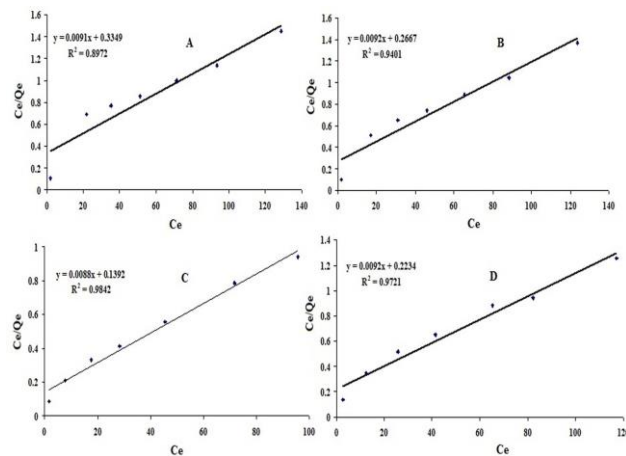 1.6
1.4
1.2
1
0.8
0.6
0.4
0.2
0
Ce/Qe
y = 0.0091x + 0.3349
R² = 0.8972
A
0 20 40 60 80 100 120 140
Ce
1.6
1.4
1.2
1
0.8
0.6
0.4
0.2
0
Ce/Qe
y = 0.0092x + 0.2667
R² = 0.9401
B
0 20 40 60 80 100 120 140
Ce
1
0.8
0.6
0.4
0.2
0
Ce/Qe
y = 0.0088x + 0.1392
R² = 0.9842
C
0 20 40 60 80 100
Ce
1.4
1.2
1
0.8
0.6
0.4
0.2
0
Ce/Qe
y = 0.0092x + 0.2234
R² = 0.9721
D
0 20 40 60 80 100 120
Ce